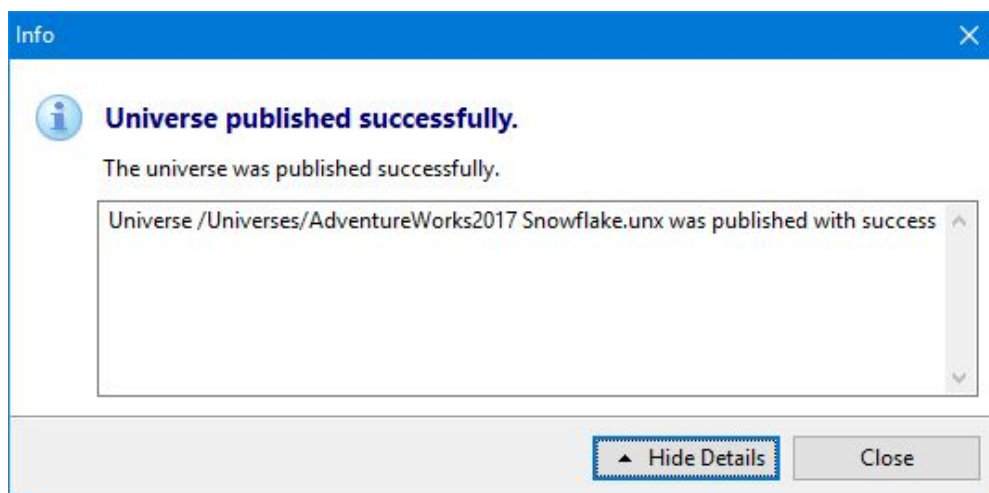 Info
Universe published successfully.
The universe was published successfully.
Universe /Universes/AdventureWorks2017 Snowflake.unx was published with success
Hide Details
Close